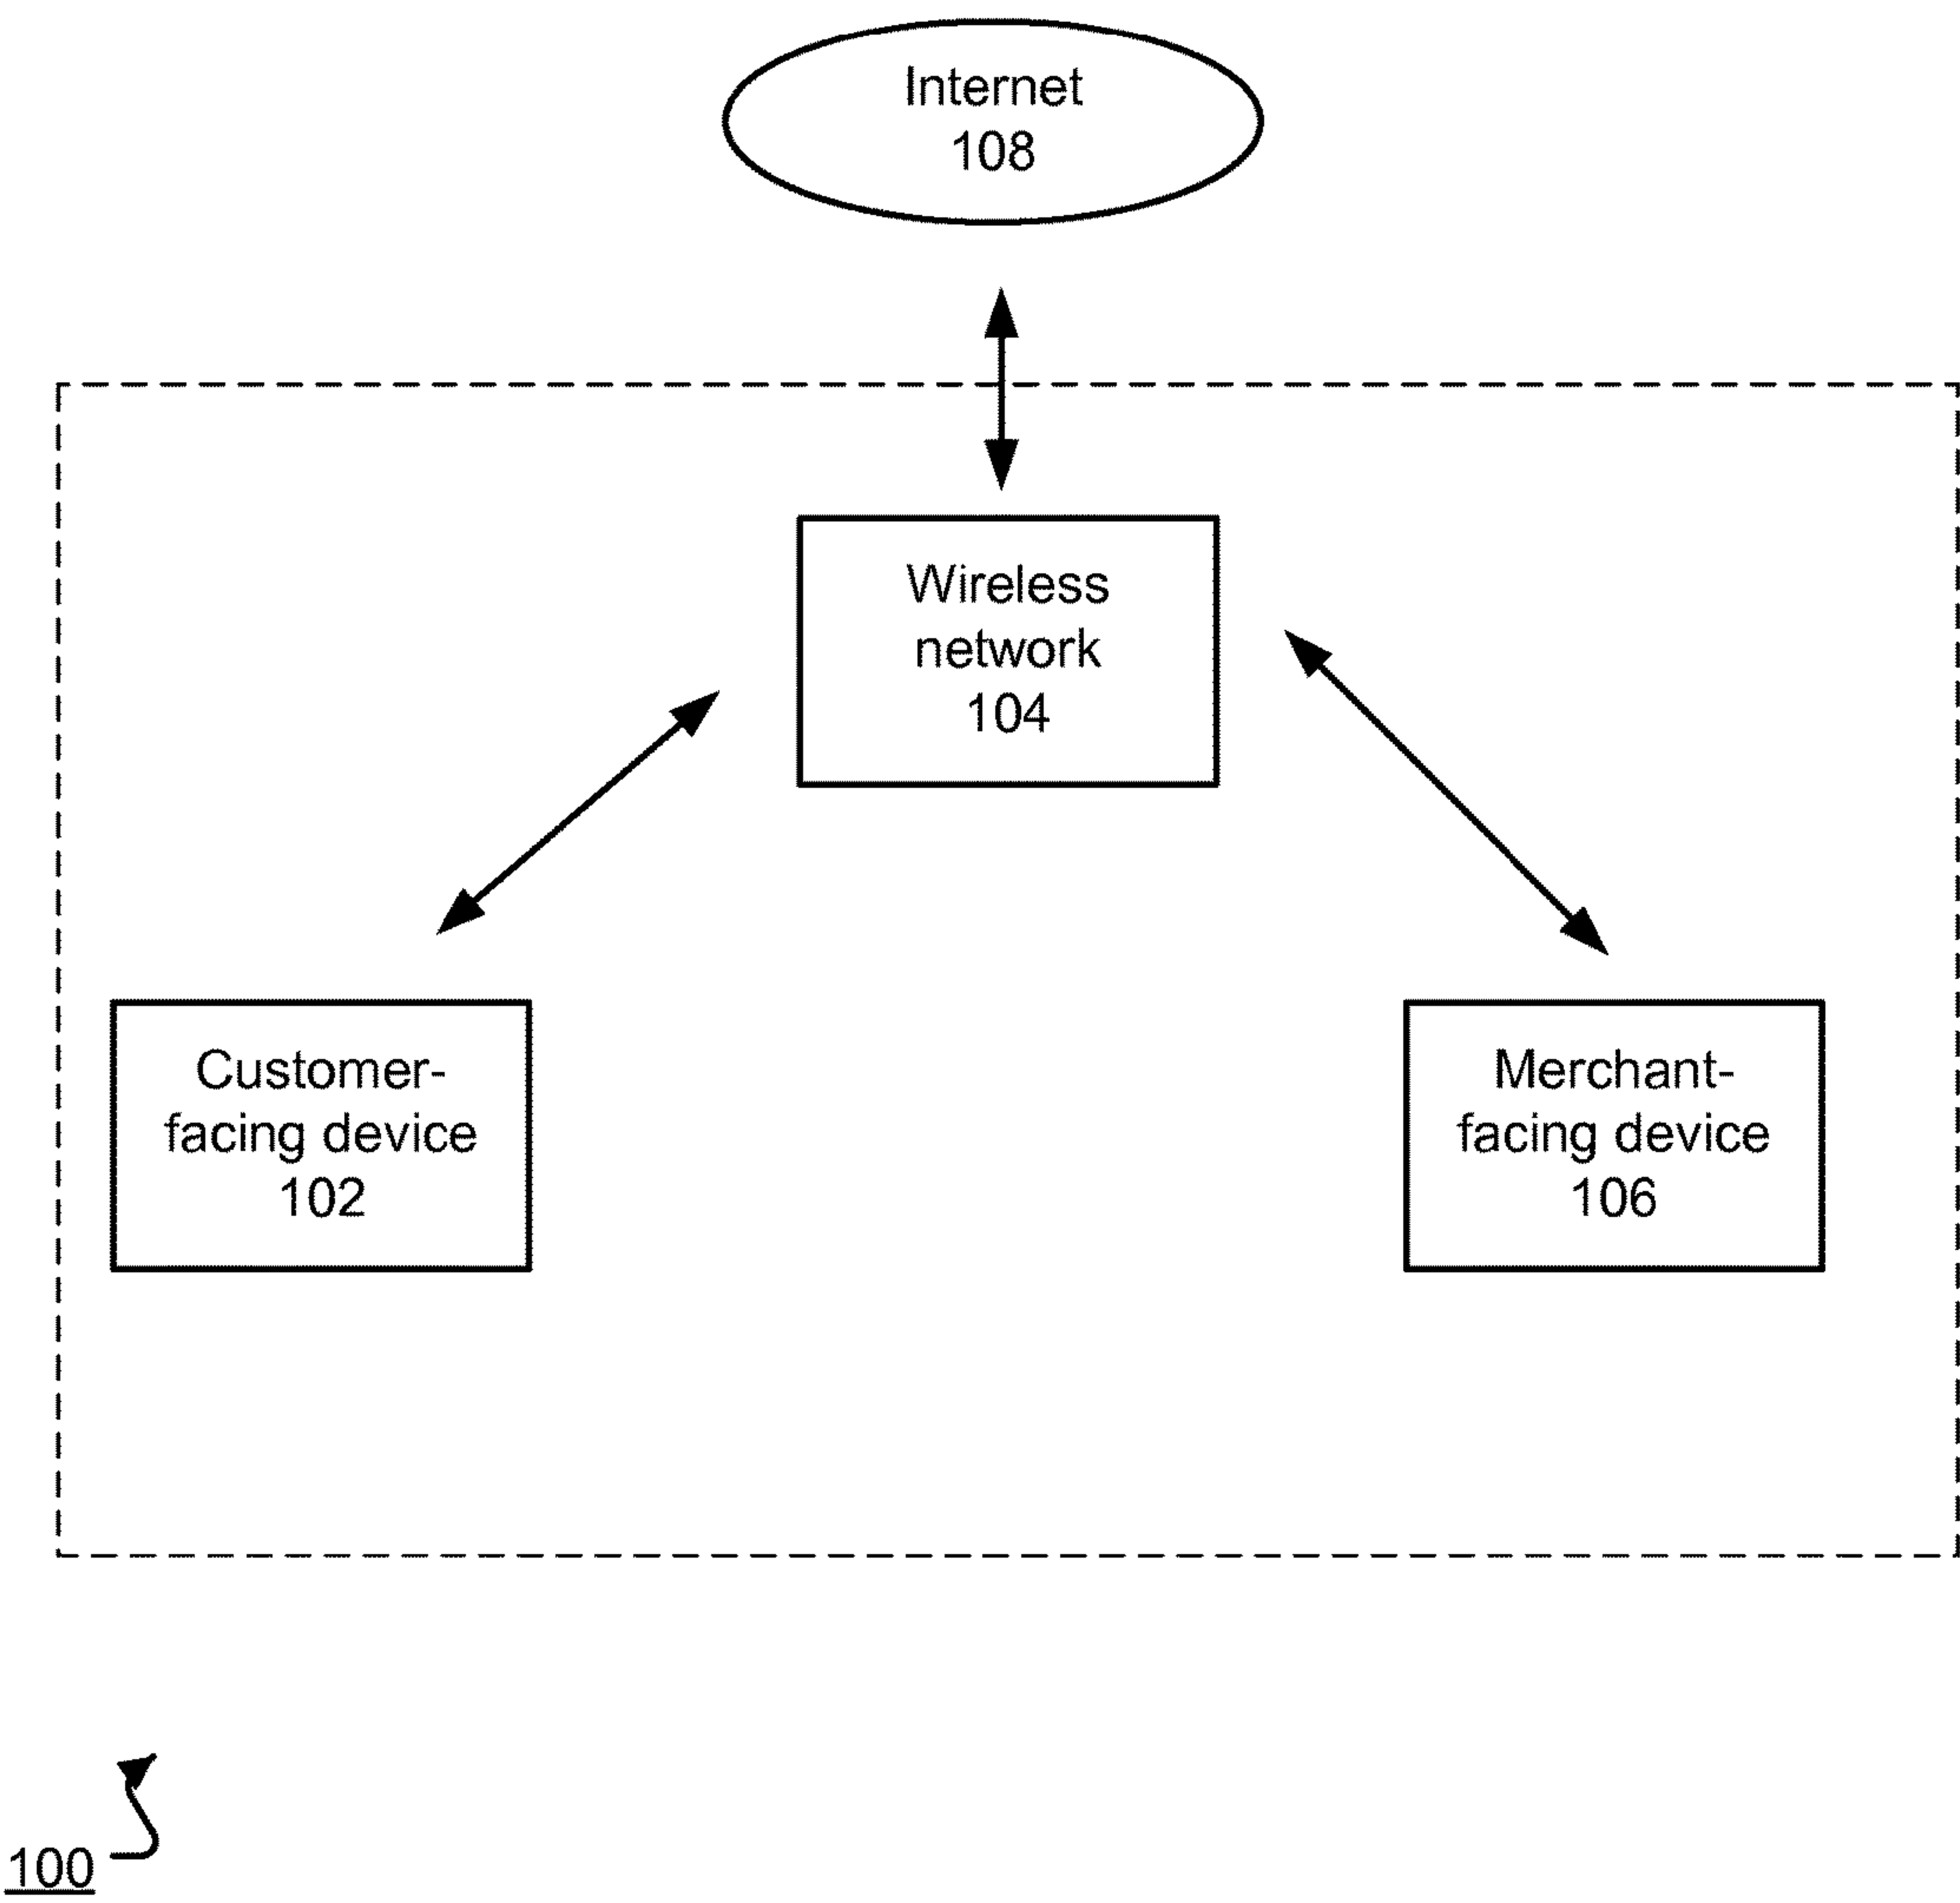 Internet
108
Wireless
network
104
Customer-
facing device
102
Merchant-
facing device
106
100